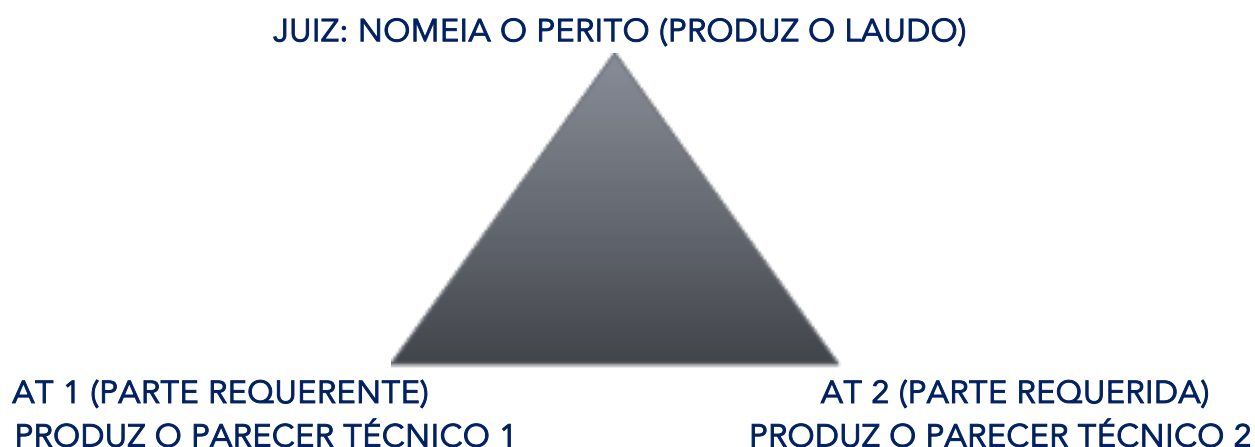 JUIZ: NOMEIA O PERITO (PRODUZ O LAUDO)
AT 1 (PARTE REQUERENTE)
PRODUZ O PARECER TÉCNICO 1
AT 2 (PARTE REQUERIDA)
PRODUZ O PARECER TÉCNICO 2